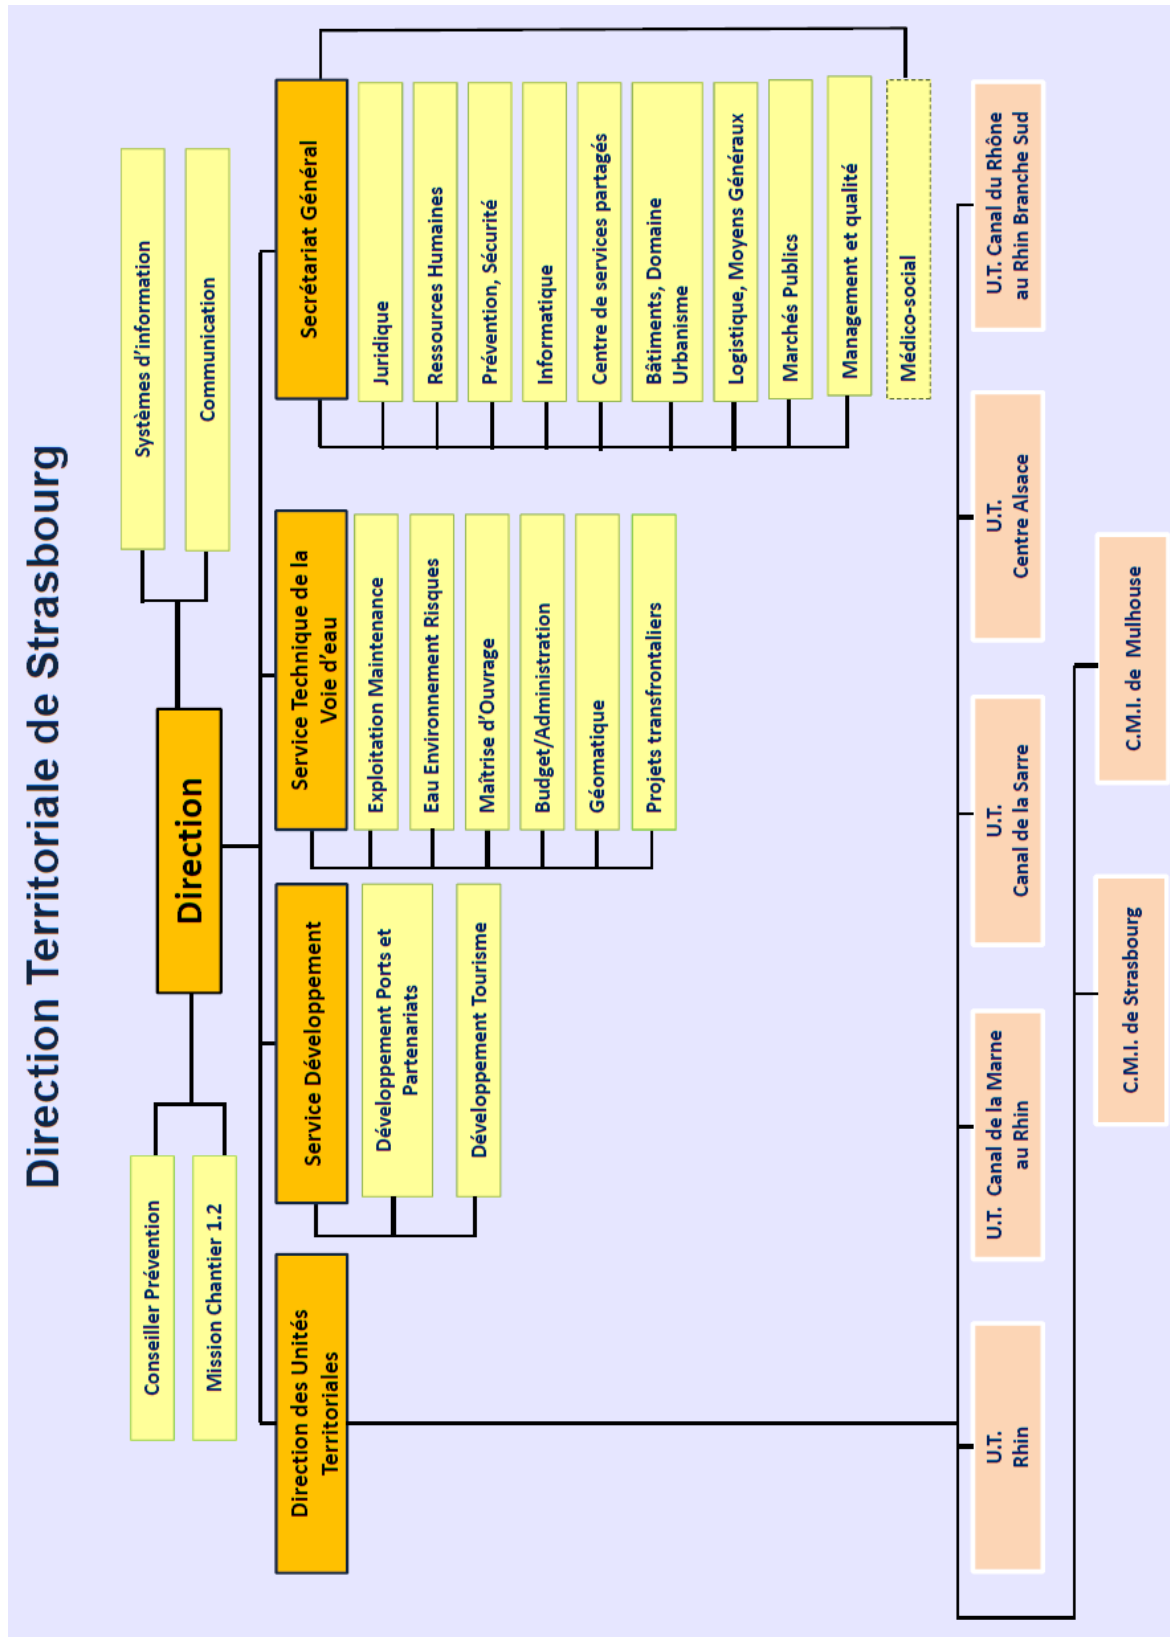 Direction Territoriale de Strasbourg
Conseiller Prévention
Mission Chantier 1.2
Direction
Systèmes d'information
Communication
Direction des Unités
Territoriales
Service Développement
Développement Ports et
Partenariats
Développement Tourisme
Service Technique de la
Voie d'eau
Exploitation Maintenance
Eau Environnement Risques
Maîtrise d'Ouvrage
Budget/Administration
Géomatique
Projets transfrontaliers
Secrétariat Général
Juridique
Ressources Humaines
Prévention, Sécurité
Informatique
Centre de services partagés
Bâtiments, Domaine
Urbanisme
Logistique, Moyens Généraux
Marchés Publics
Management et qualité
Médico-social
U.T.
Rhin
U.T. Canal de la Marne
au Rhin
U.T.
Canal de la Sarre
U.T.
Centre Alsace
U.T. Canal du Rhône
au Rhin Branche Sud
C.M.I. de Strasbourg
C.M.I. de Mulhouse